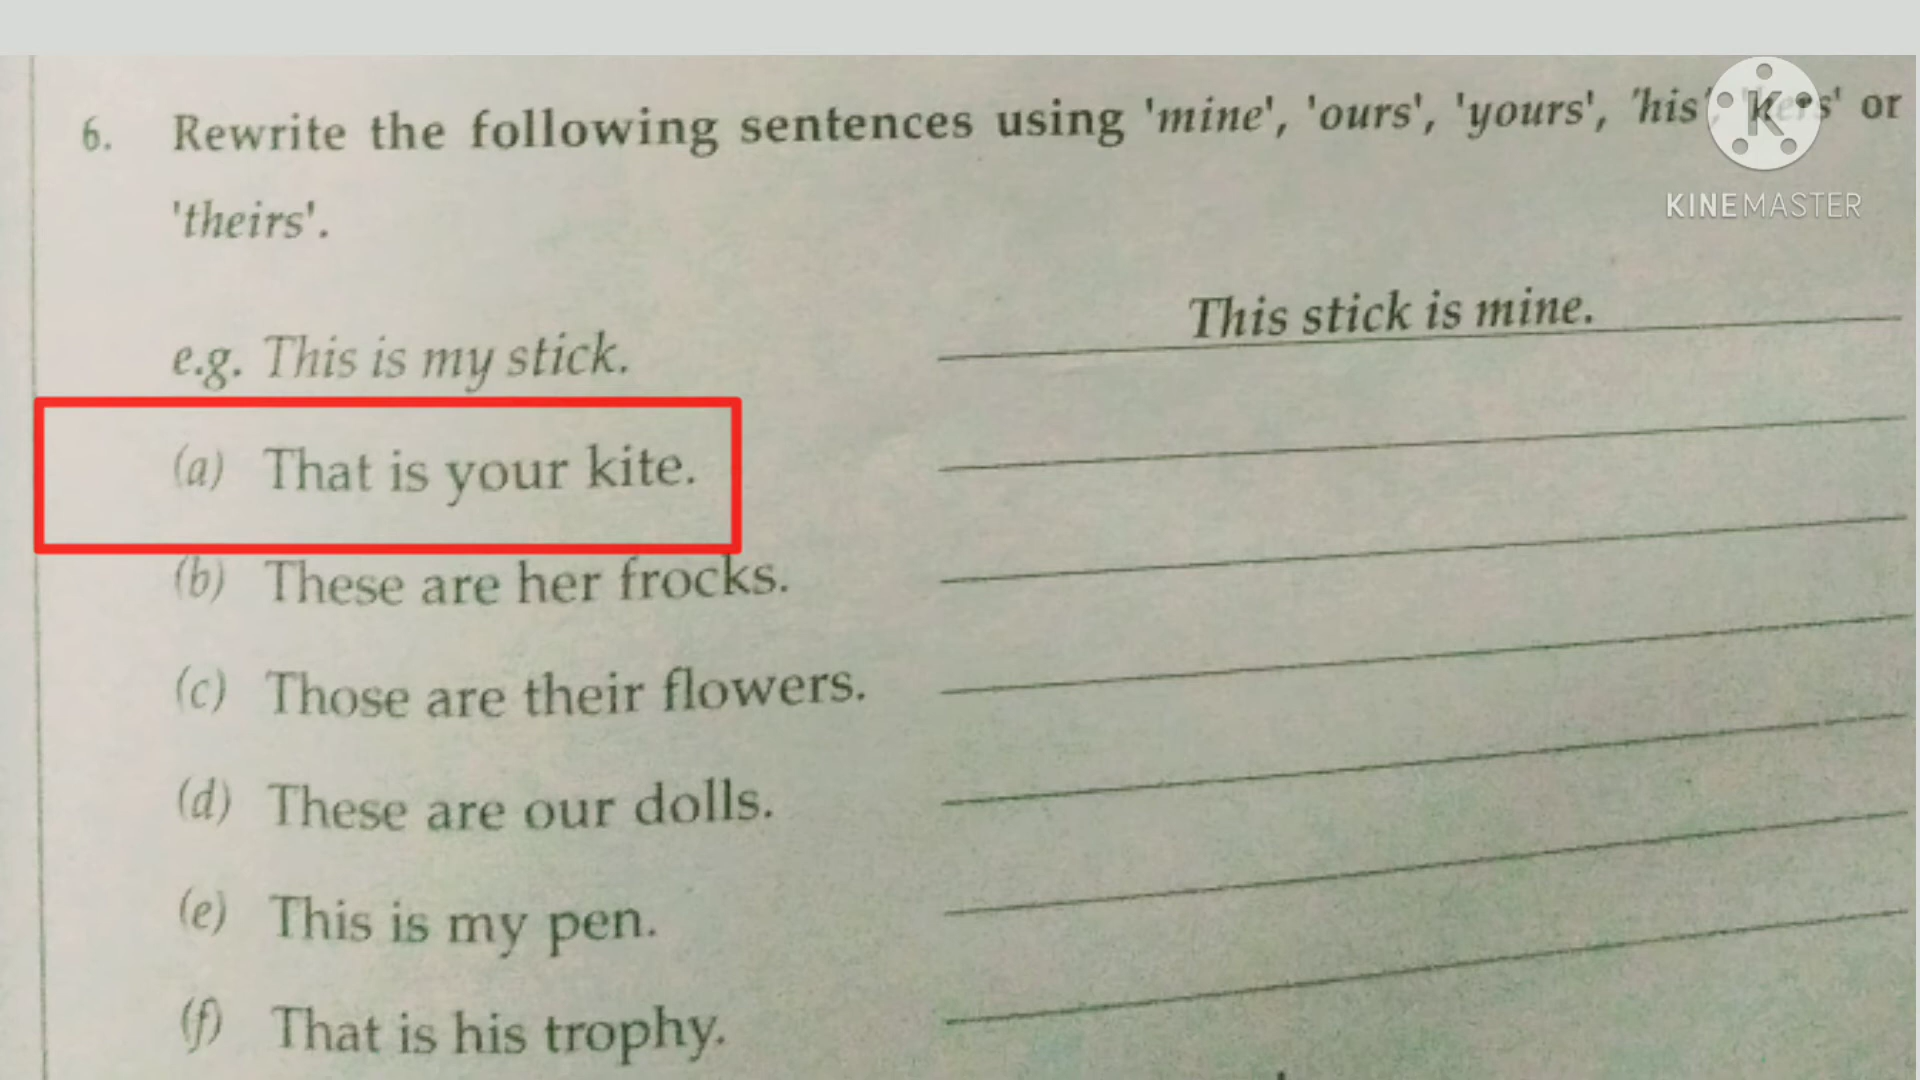 6. Rewrite the following sentences using 'mine', 'ours', 'yours', 'his', 'hers' or
'theirs'.
KINEMASTER
e.g. This is my stick. This stick is mine.
(a) That is your kite.
(b) These are her frocks.
(c) Those are their flowers.
(d) These are our dolls.
(e) This is my pen.
(f) That is his trophy.